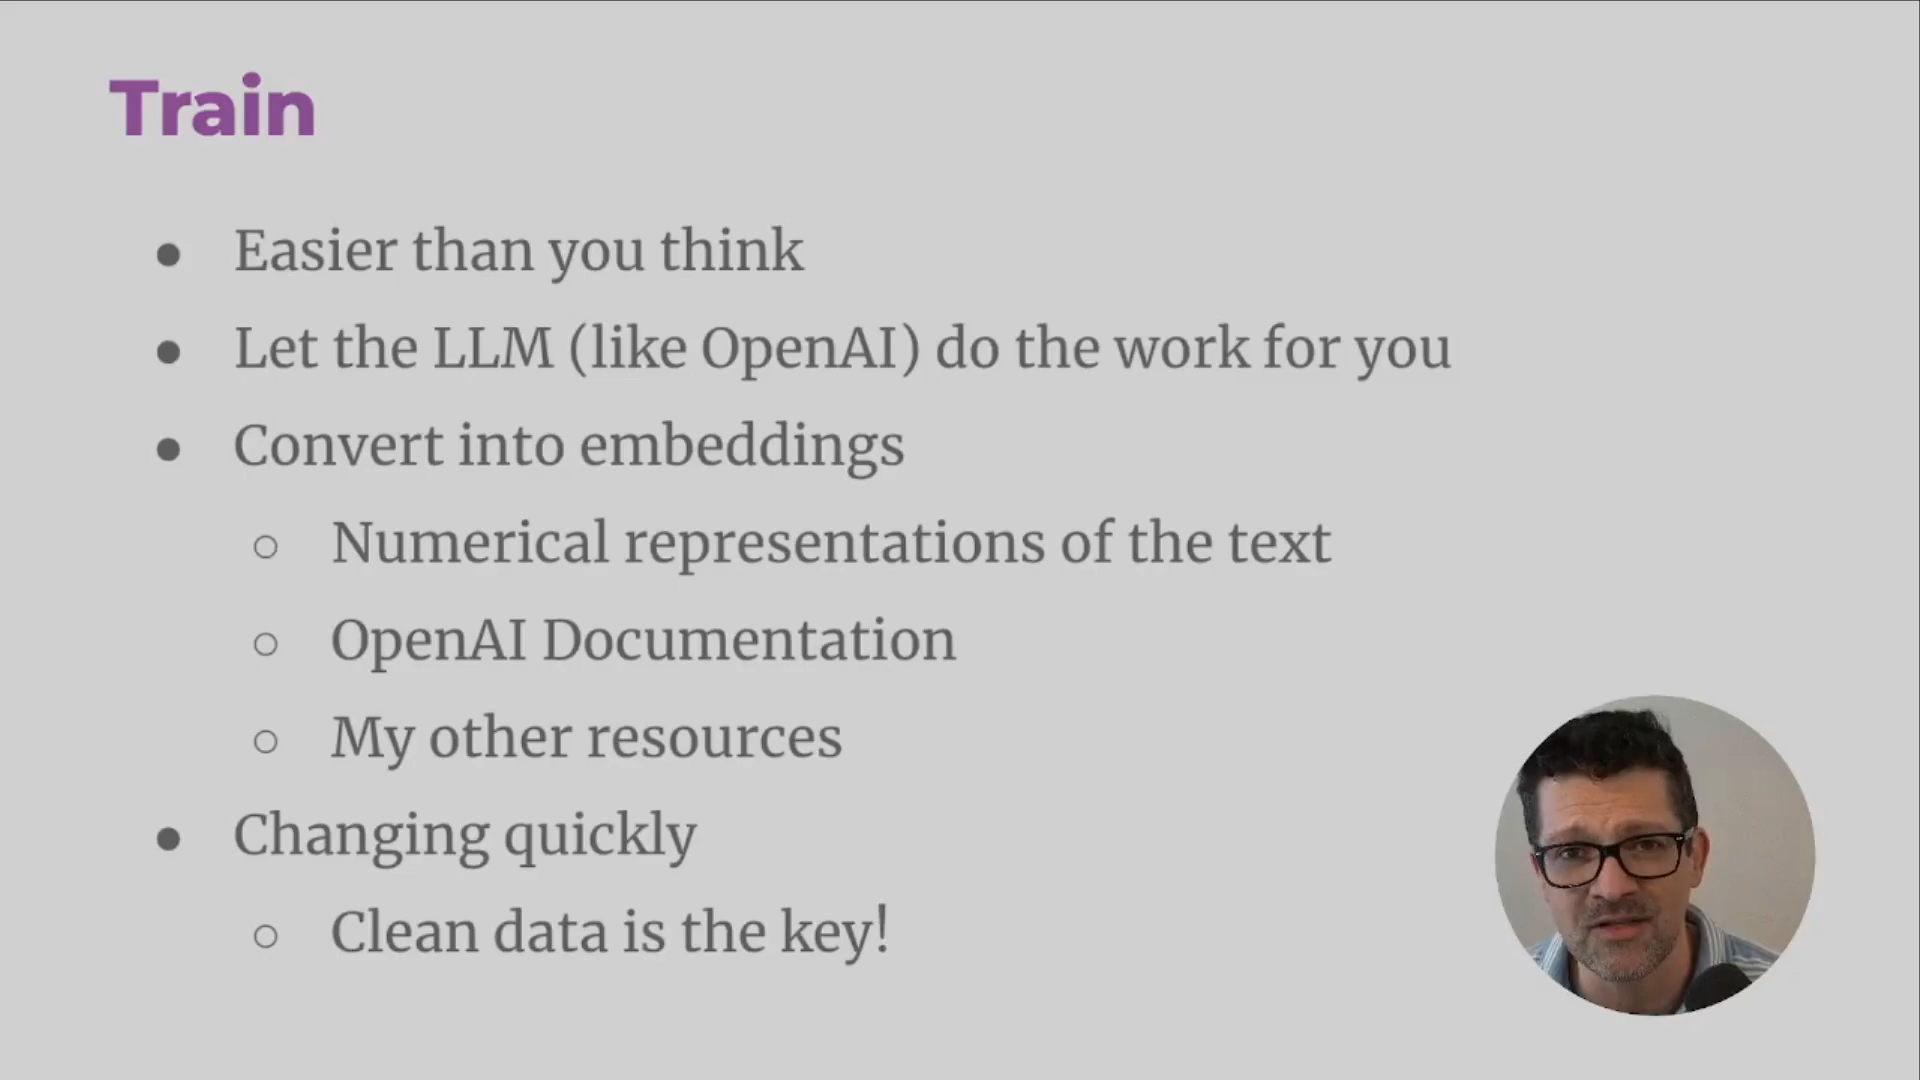 Train
● Easier than you think
● Let the LLM (like OpenAI) do the work for you
● Convert into embeddings
○ Numerical representations of the text
○ OpenAI Documentation
○ My other resources
● Changing quickly
○ Clean data is the key!